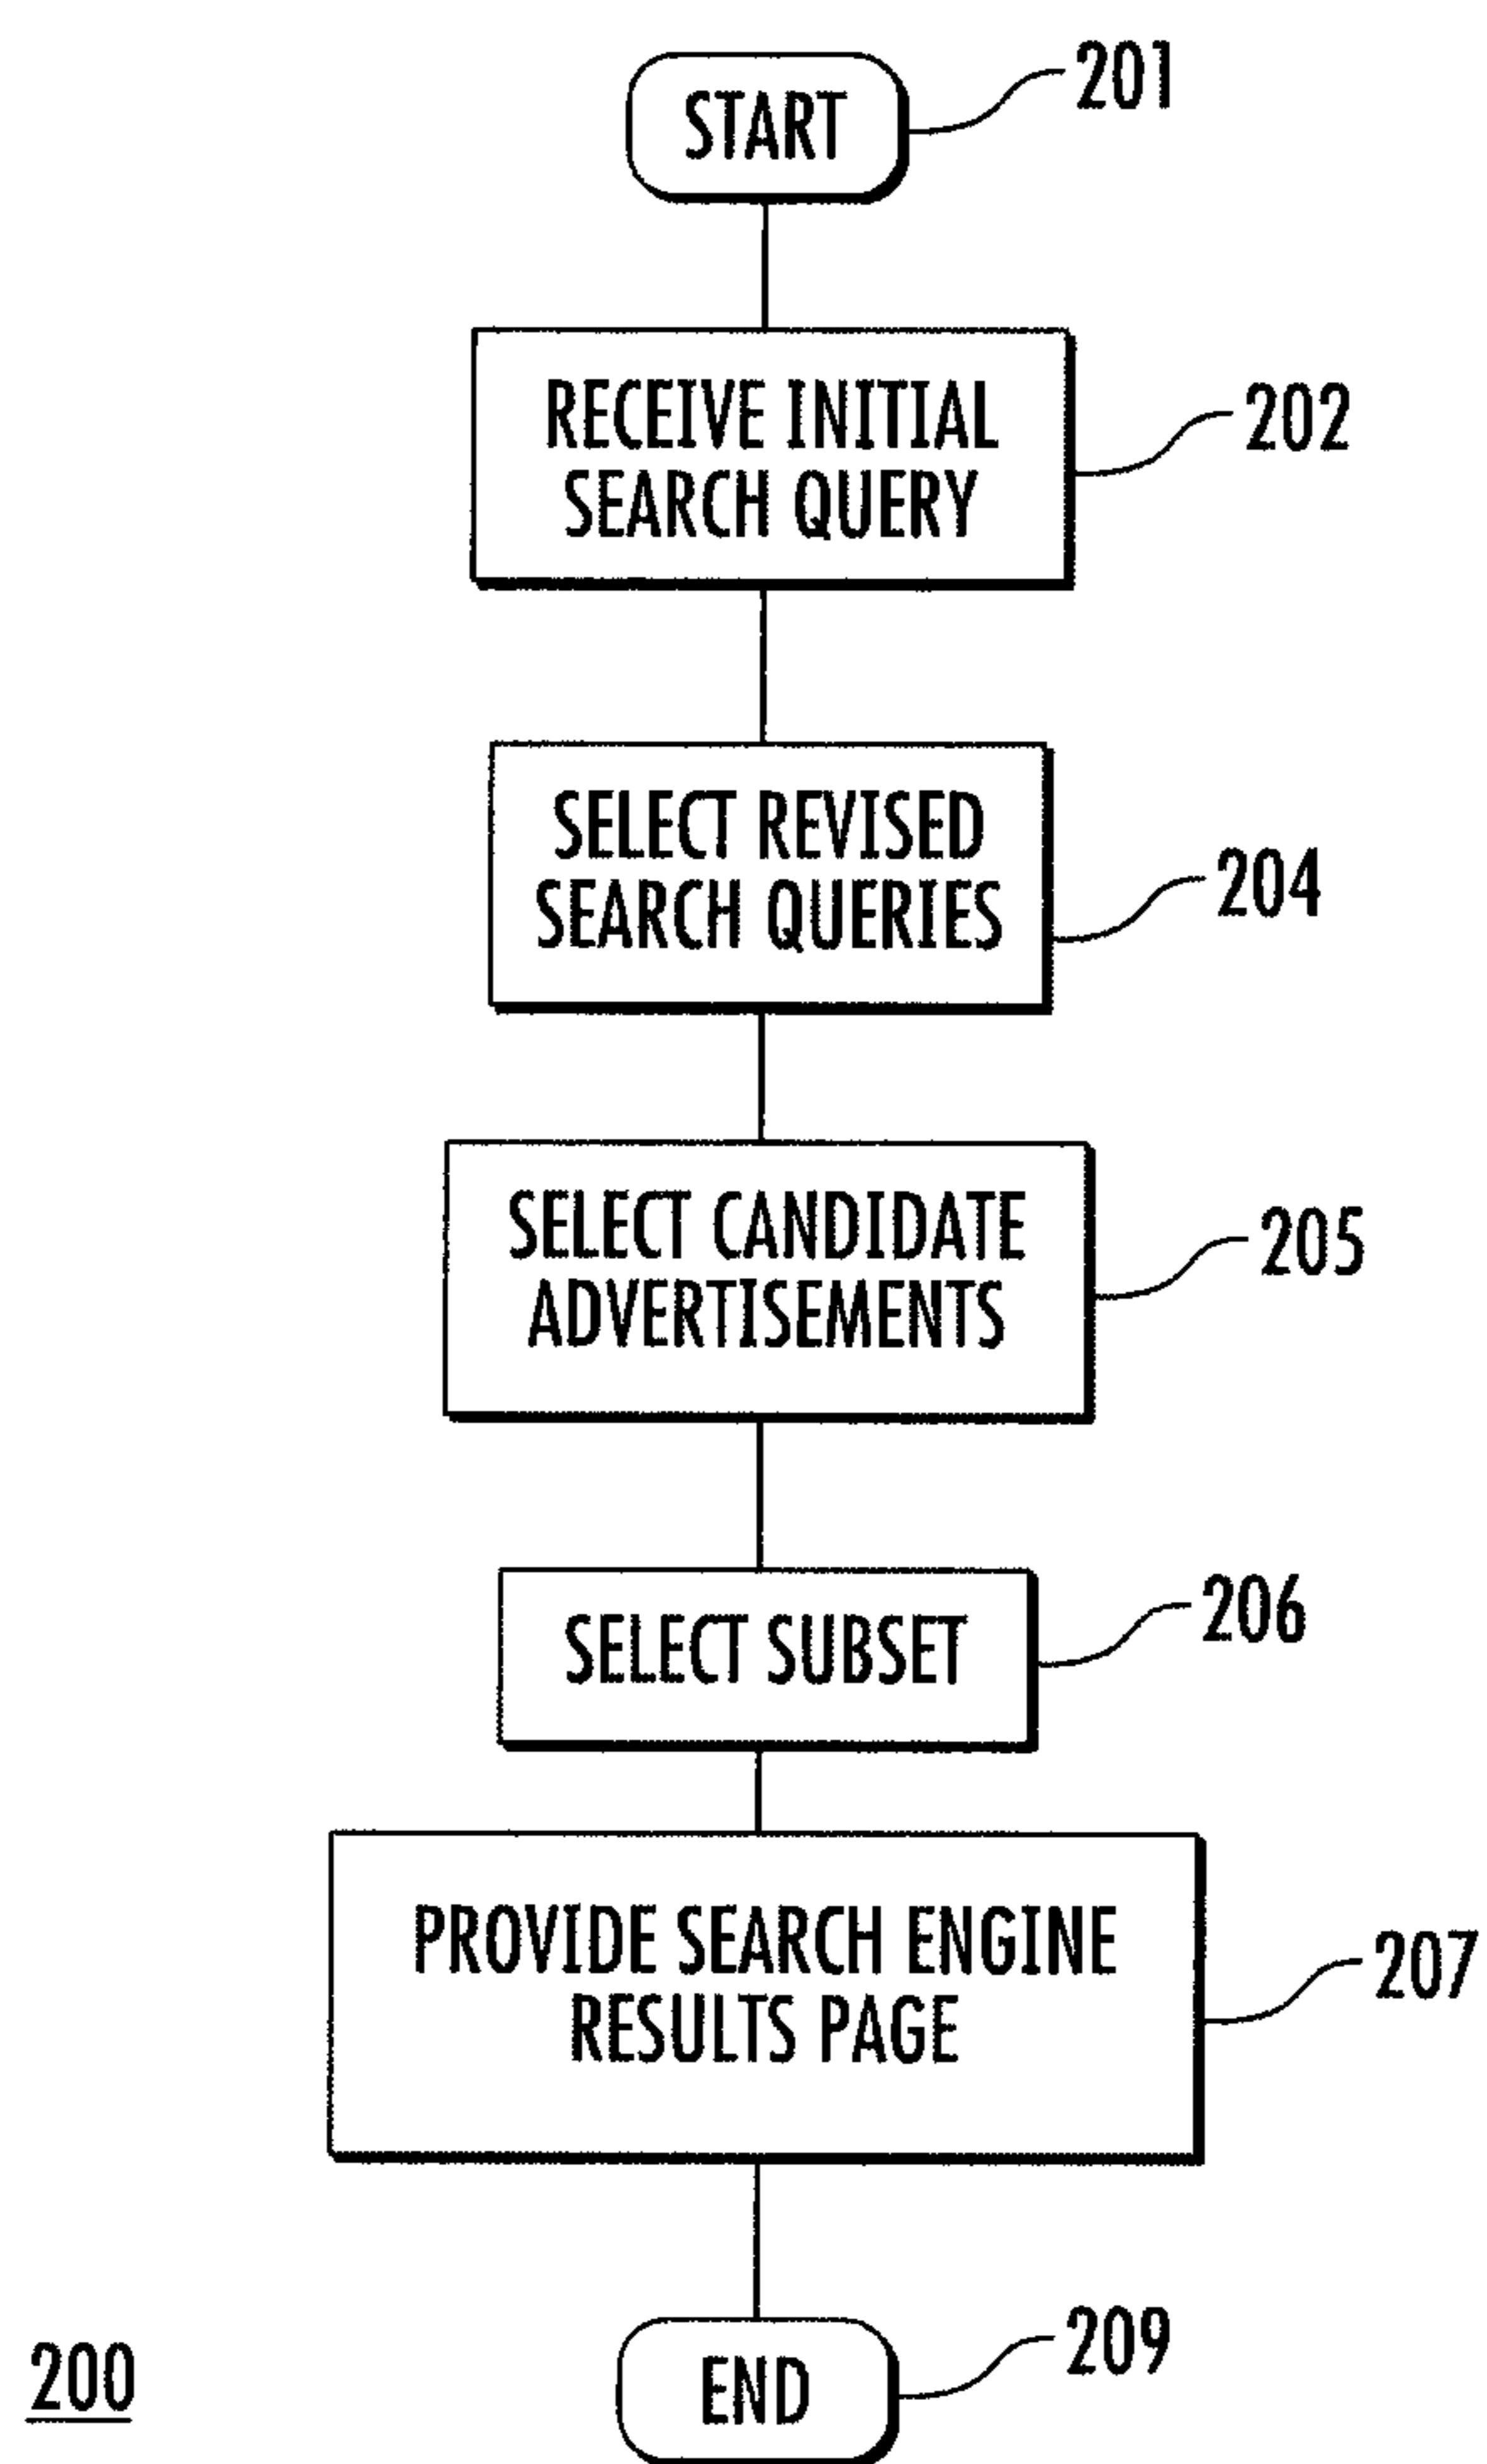 START
201
RECEIVE INITIAL
SEARCH QUERY
202
SELECT REVISED
SEARCH QUERIES
204
SELECT CANDIDATE
ADVERTISEMENTS
205
SELECT SUBSET
206
PROVIDE SEARCH ENGINE
RESULTS PAGE
207
END
209
200